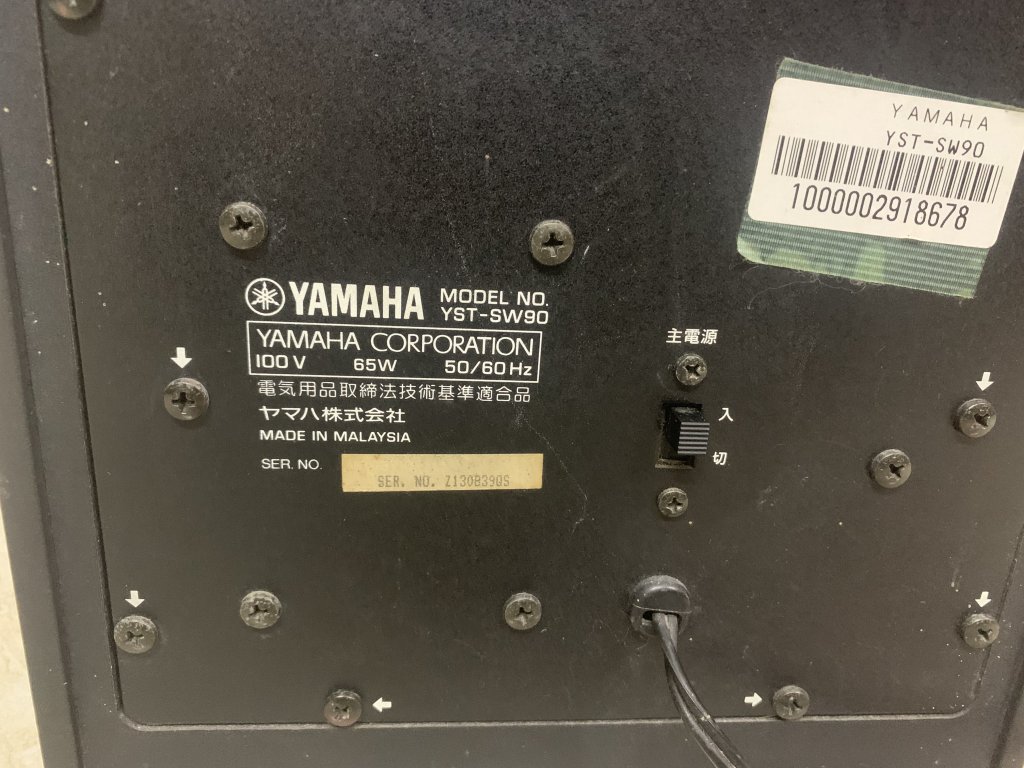 YAMAHA
YST-SW90
1000002918678
YAMAHA MODEL NO.
YST-SW90
YAMAHA CORPORATION
100V 65W 50/60Hz
電気用品取締法技術基準適合品
ヤマハ株式会社
MADE IN MALAYSIA
SER. NO.
SER. NO. Z130B390S
主電源
入
切